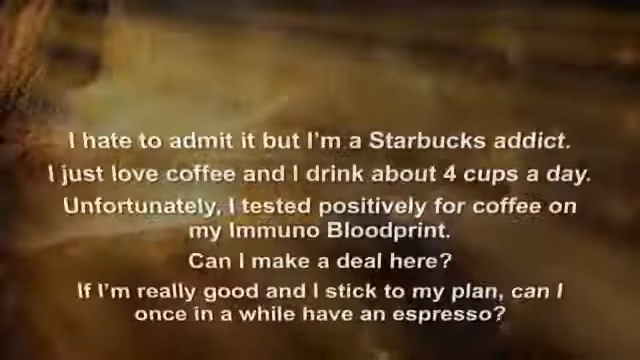 I hate to admit it but I'm a Starbucks addict.
I just love coffee and I drink about 4 cups a day.
Unfortunately, I tested positively for coffee on
my Immuno Bloodprint.
Can I make a deal here?
If I'm really good and I stick to my plan, can I
once in a while have an espresso?